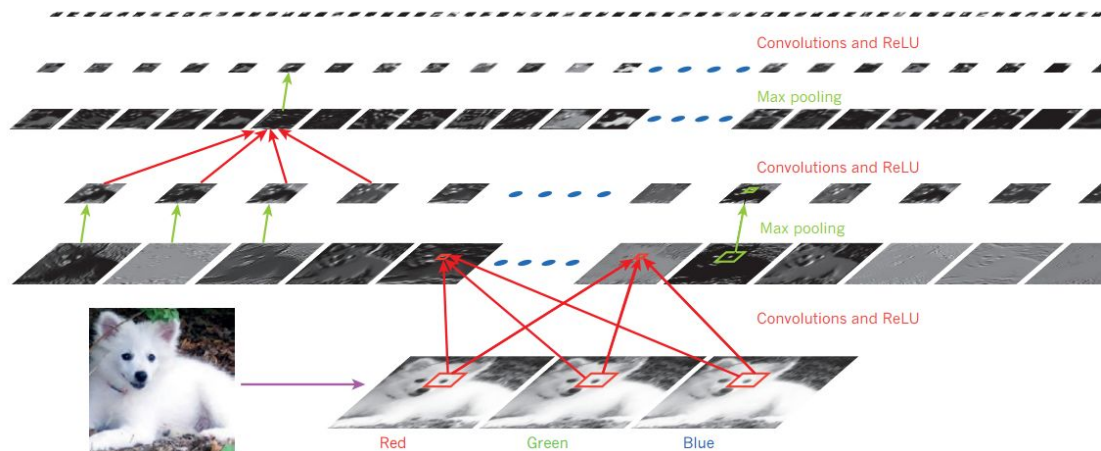 Convolutions and ReLU
Max pooling
Convolutions and ReLU
Max pooling
Convolutions and ReLU
Red
Green
Blue